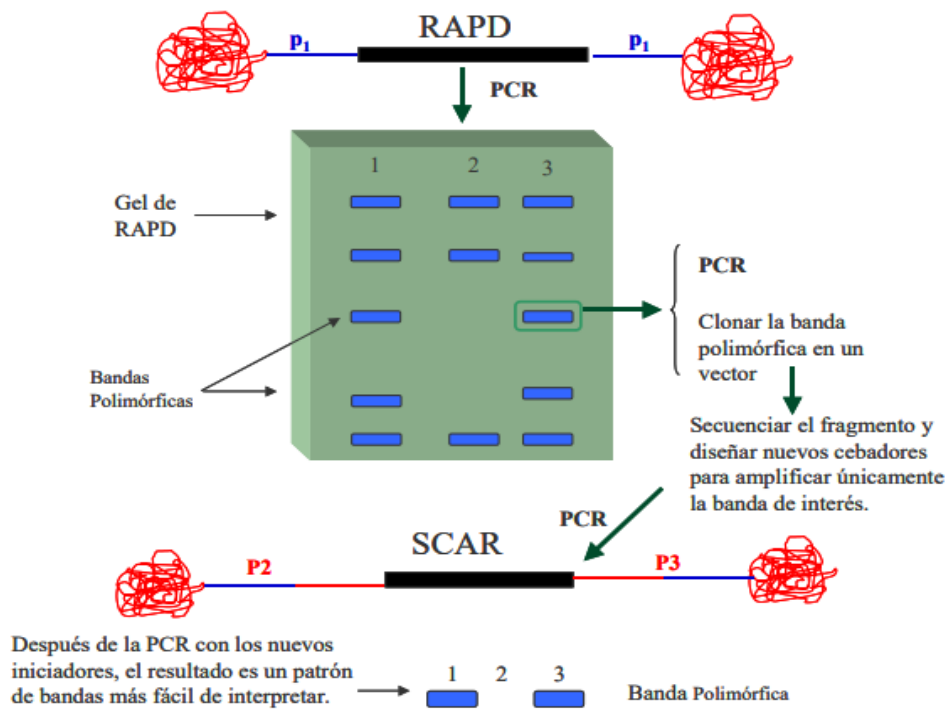 RAPD
p1
p1
PCR
1 2 3
Gel de
RAPD
PCR
Clonar la banda
polimórfica en un
vector
Bandas
Polimórficas
Secuenciar el fragmento y
diseñar nuevos cebadores
para amplificar únicamente
la banda de interés.
PCR
SCAR
P2
P3
Después de la PCR con los nuevos
iniciadores, el resultado es un patrón
de bandas más fácil de interpretar.
1 2 3
Banda Polimórfica